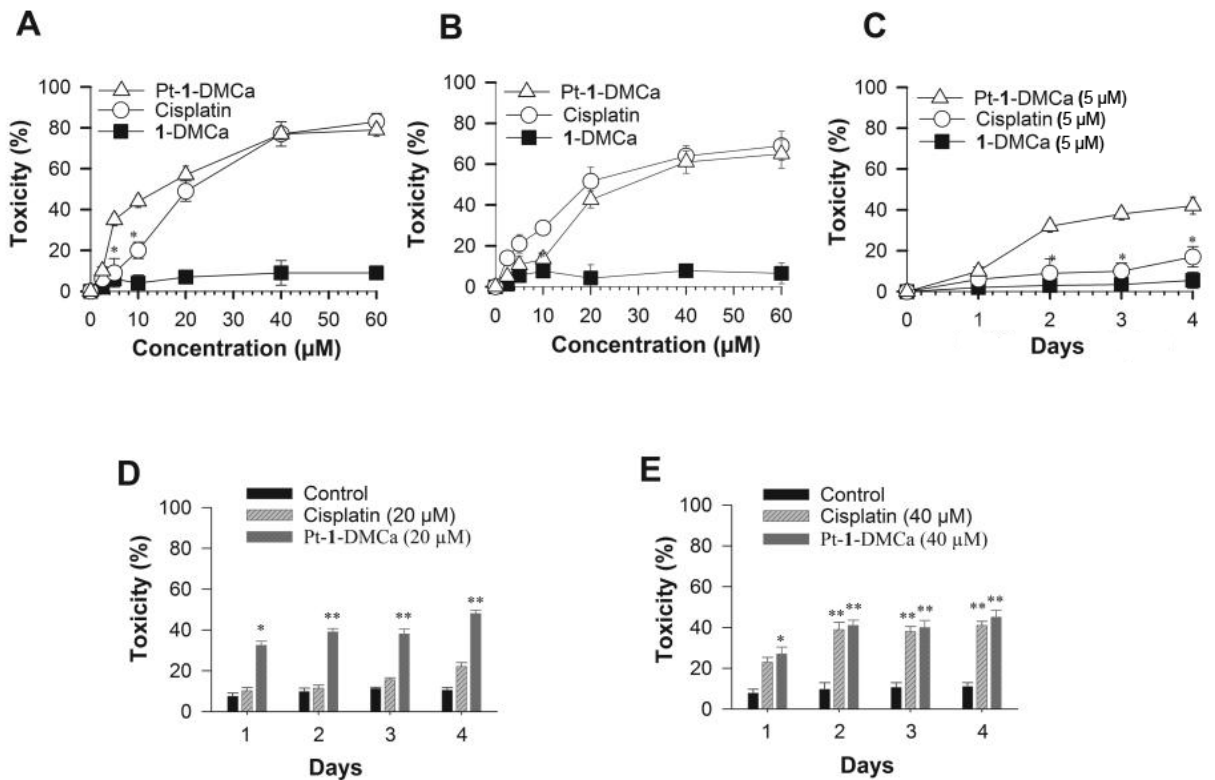 A
Toxicity (%)
100
80
60
40
20
0
Pt-1-DMCa
Cisplatin
1-DMCa
*
*
0 10 20 30 40 50 60
Concentration (µM)
B
Toxicity (%)
100
80
60
40
20
0
Pt-1-DMCa
Cisplatin
1-DMCa
*
0 10 20 30 40 50 60
Concentration (µM)
C
Toxicity (%)
100
80
60
40
20
0
Pt-1-DMCa (5 µM)
Cisplatin (5 µM)
1-DMCa (5 µM)
* * *
0 1 2 3 4
Days
D
Toxicity (%)
100
80
60
40
20
0
Control
Cisplatin (20 µM)
Pt-1-DMCa (20 µM)
* ** ** **
1 2 3 4
Days
E
Toxicity (%)
100
80
60
40
20
0
Control
Cisplatin (40 µM)
Pt-1-DMCa (40 µM)
* ** ** ** ** ** **
1 2 3 4
Days